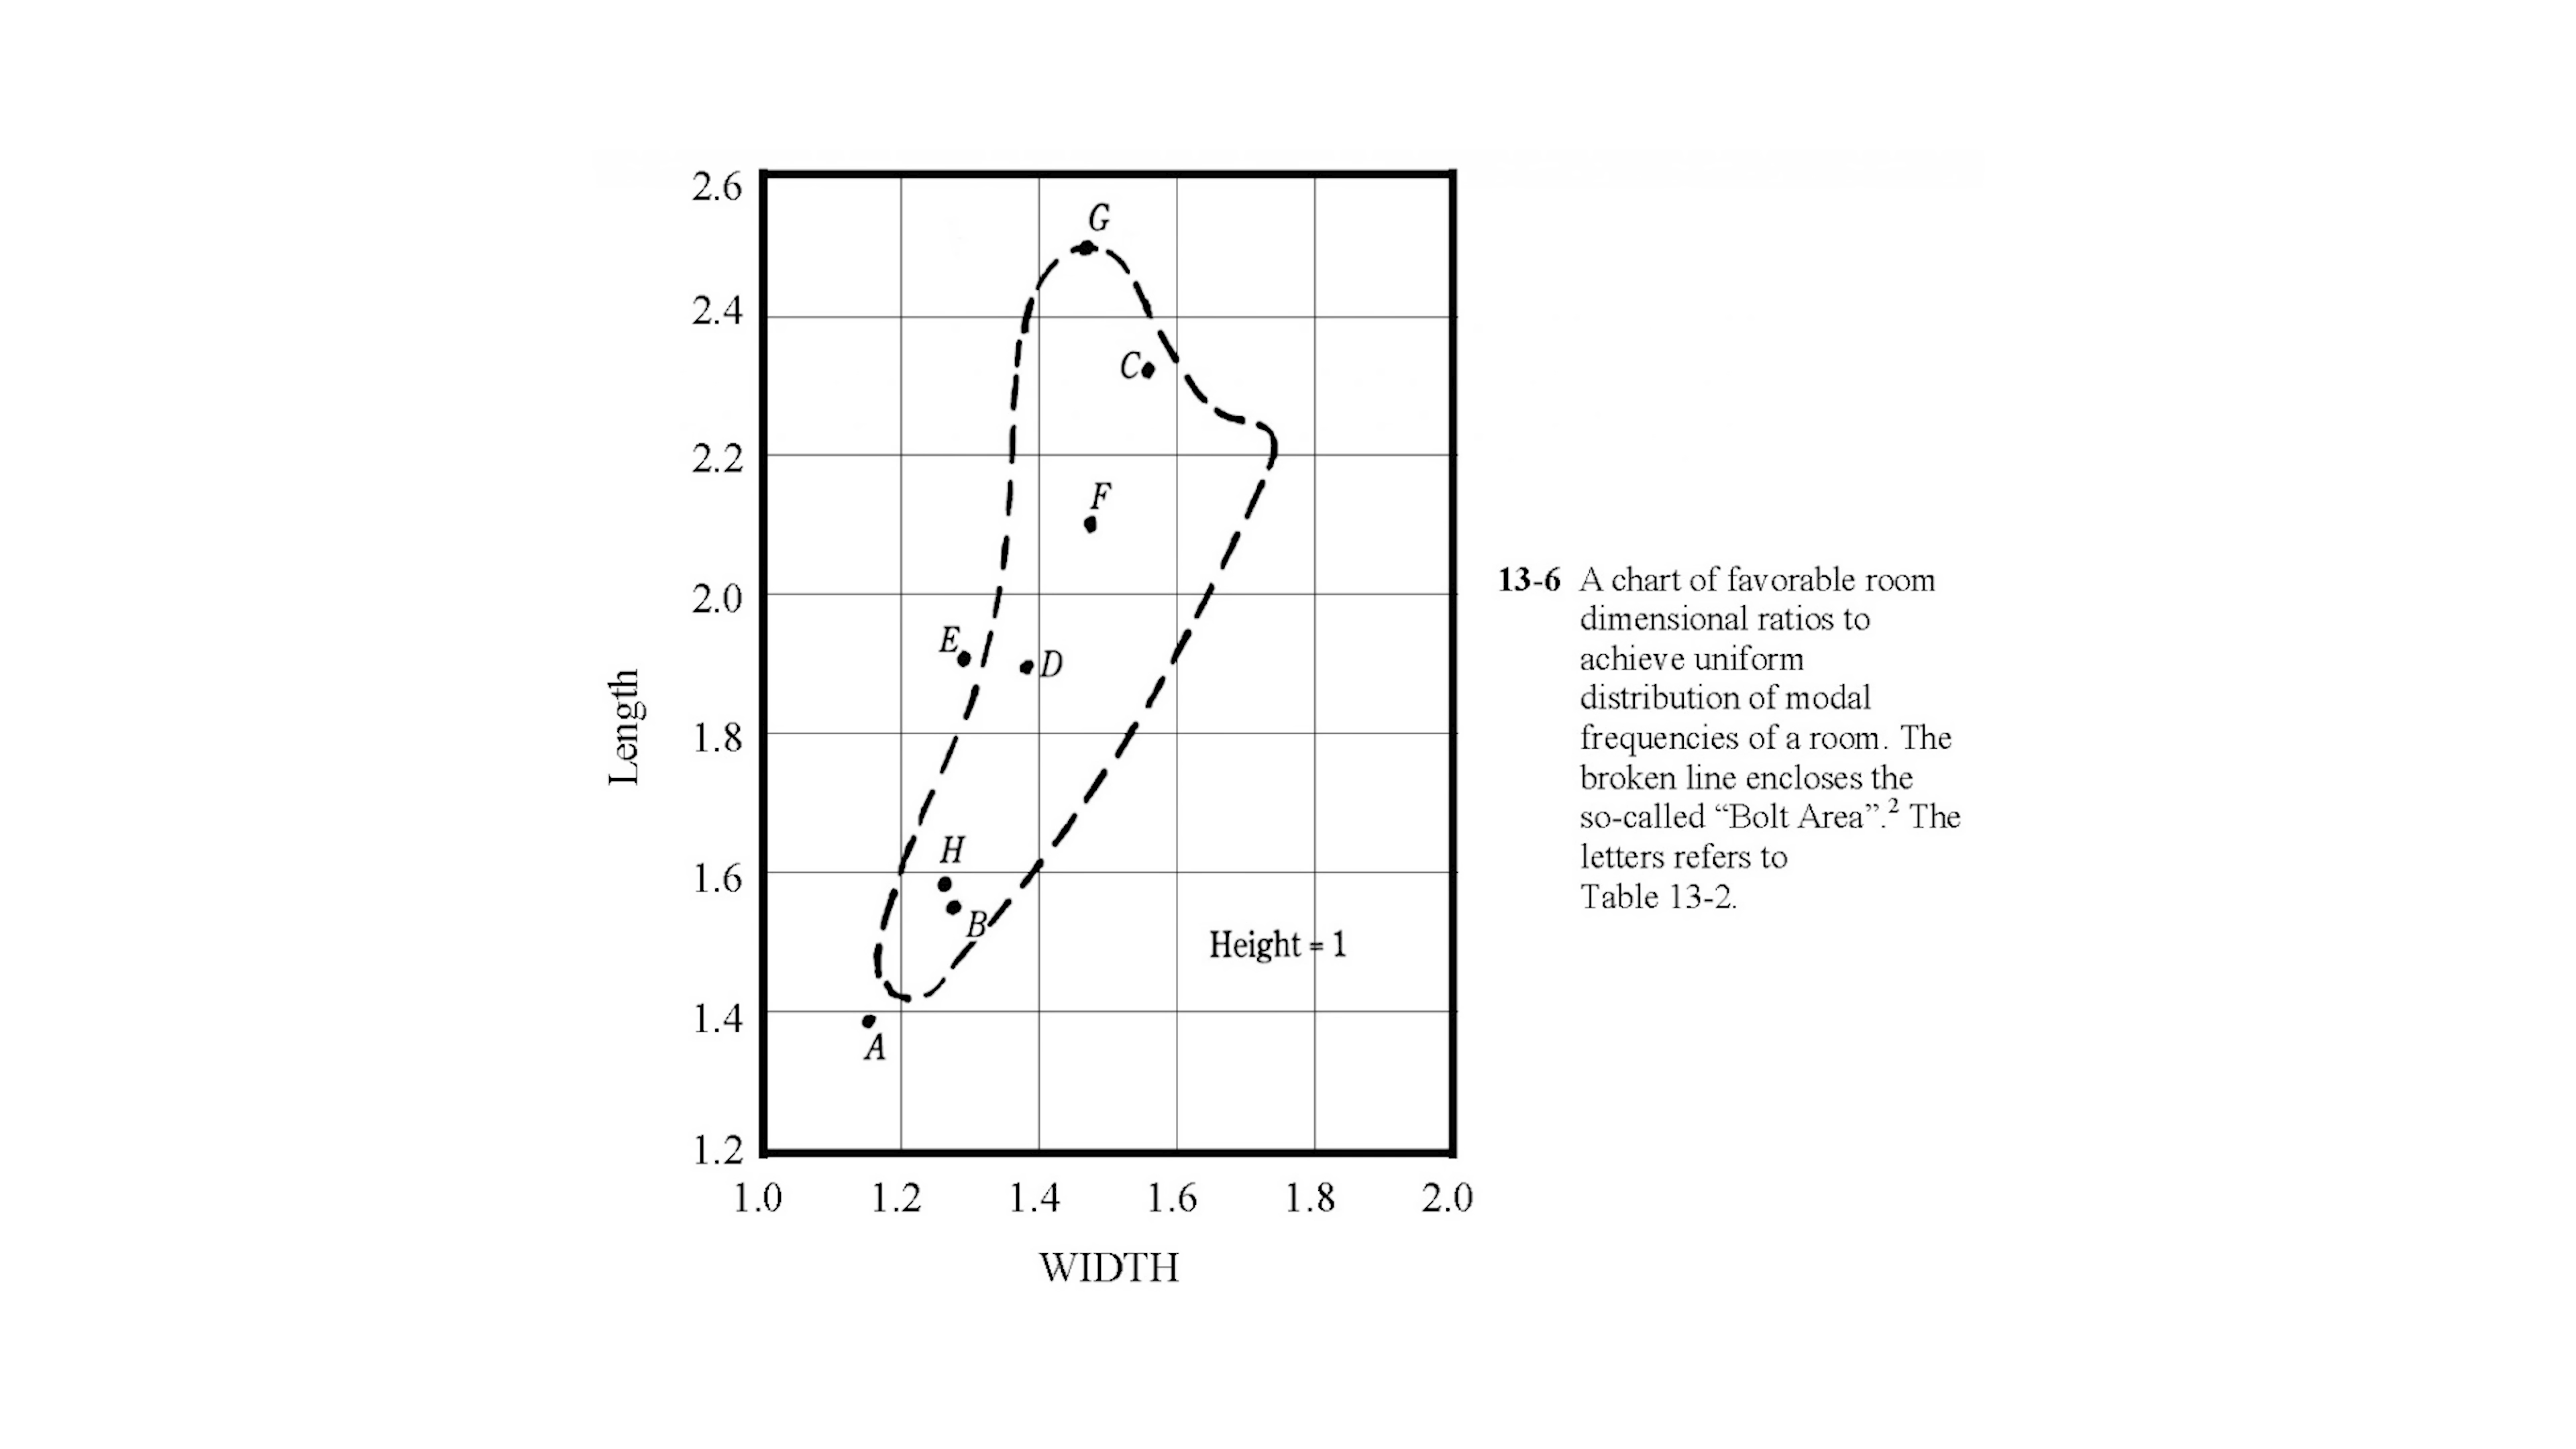 2.6
2.4
2.2
2.0
1.8
1.6
1.4
1.2
Length
G
C
F
E
D
H
B
A
Height = 1
1.0 1.2 1.4 1.6 1.8 2.0
WIDTH
13-6 A chart of favorable room
dimensional ratios to
achieve uniform
distribution of modal
frequencies of a room. The
broken line encloses the
so-called “Bolt Area”.² The
letters refers to
Table 13-2.